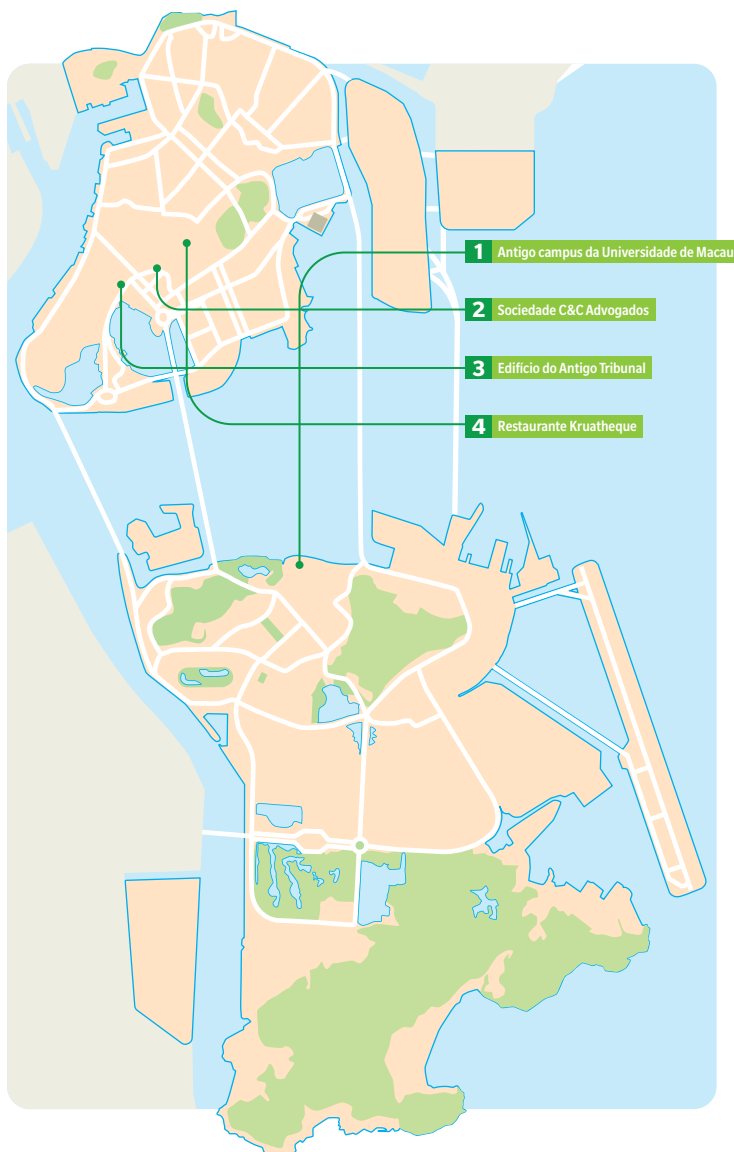 1 Antigo campus da Universidade de Macau
2 Sociedade C&C Advogados
3 Edifício do Antigo Tribunal
4 Restaurante Kruatheque